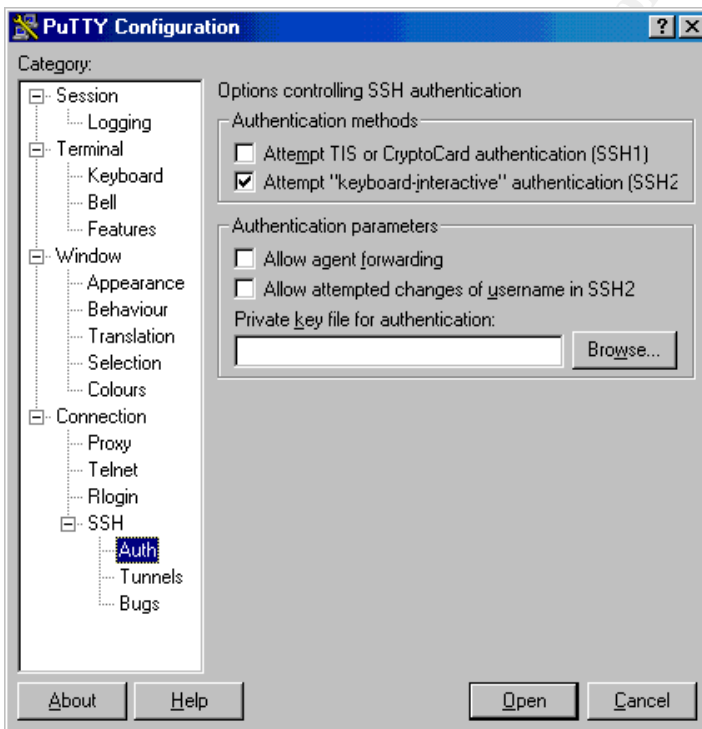 PuTTY Configuration
Category:
Session
Logging
Terminal
Keyboard
Bell
Features
Window
Appearance
Behaviour
Translation
Selection
Colours
Connection
Proxy
Telnet
Rlogin
SSH
Auth
Tunnels
Bugs
Options controlling SSH authentication
Authentication methods
Attempt TIS or CryptoCard authentication (SSH1)
Attempt "keyboard-interactive" authentication (SSH2
Authentication parameters
Allow agent forwarding
Allow attempted changes of username in SSH2
Private key file for authentication:
Browse...
About
Help
Open
Cancel